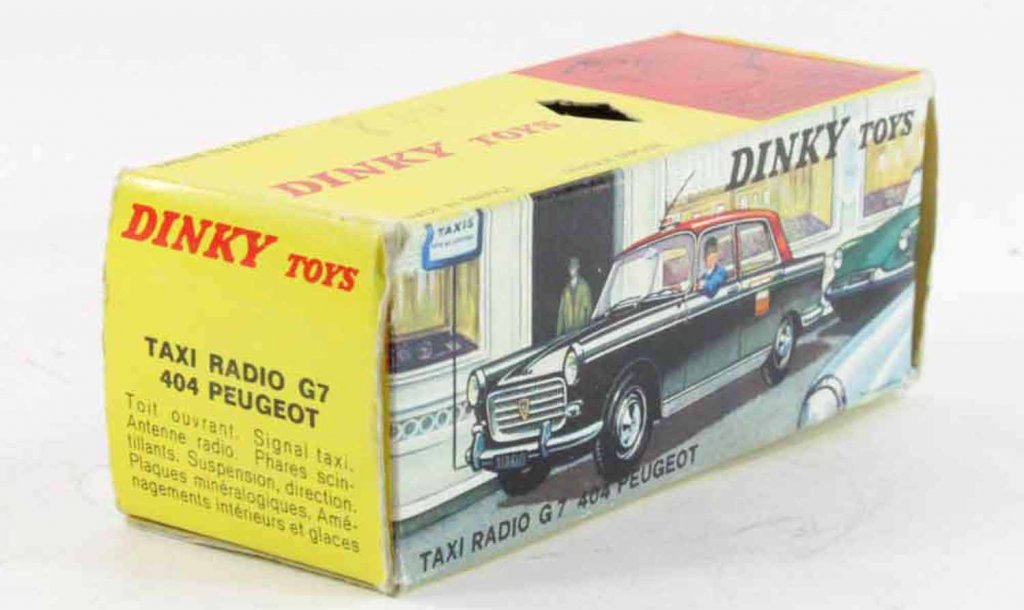 DINKY TOYS
DINKY TOYS
TAXI RADIO G7
404 PEUGEOT
Toit ouvrant. Signal taxi.
Antenne radio. Phares scin-
tillants. Suspension, direction.
Plaques minéralogiques, Amé-
nagements intérieurs et glaces
TAXIS
DINKY TOYS
TAXI RADIO G7 404 PEUGEOT